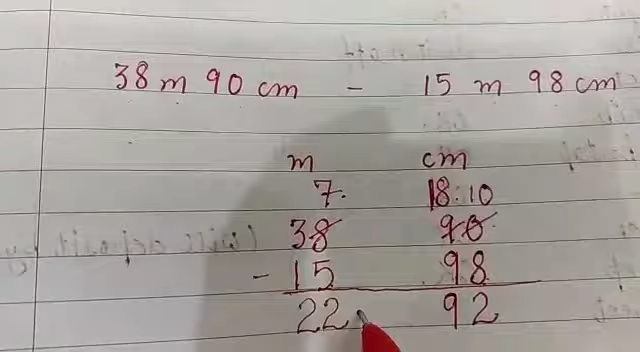 38 m 90 cm - 15 m 98 cm
m cm
7. 18:10
38 90
- 15 98
22 92